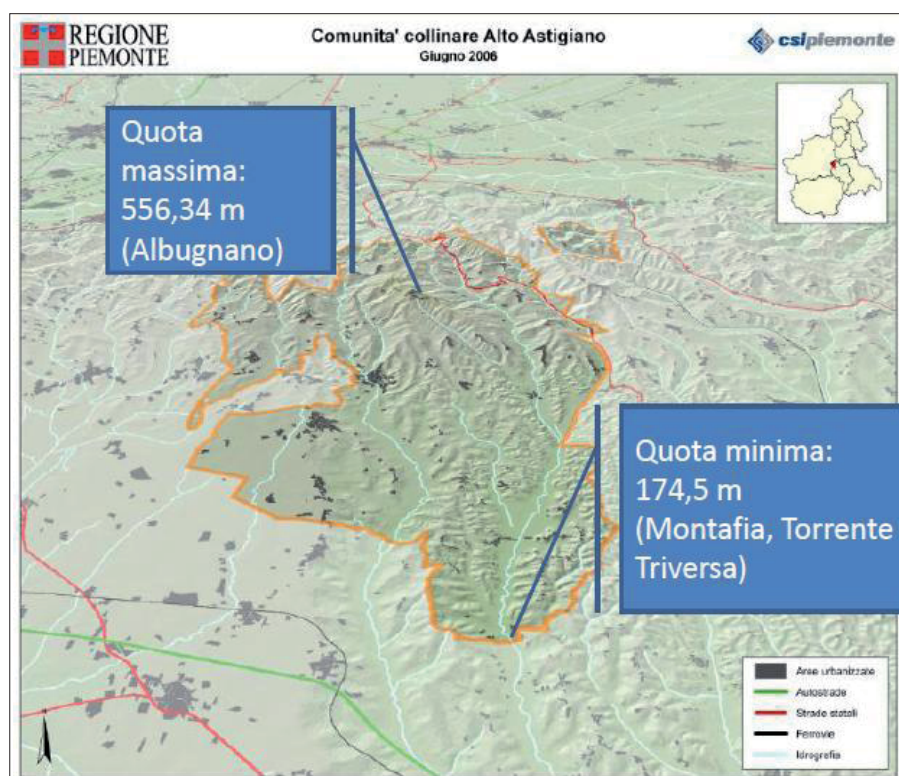 REGIONE
PIEMONTE
Comunita' collinare Alto Astigiano
Giugno 2006
csipiemonte
Quota
massima:
556,34 m
(Albugnano)
Quota minima:
174,5 m
(Montafia, Torrente
Triversa)
Aree urbanizzate
Autostrade
Strade statali
Ferrovie
Idrografia